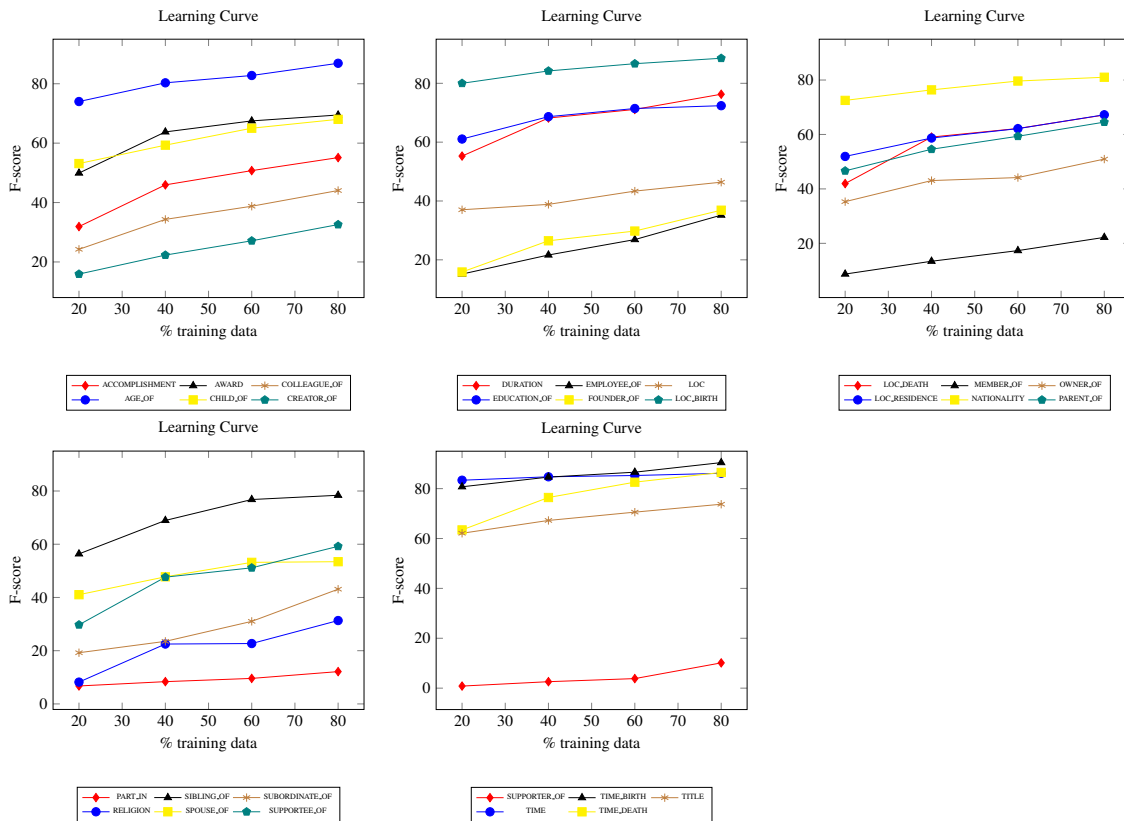 Learning Curve
F-score
80
60
40
20
20 30 40 50 60 70 80
% training data
ACCOMPLISHMENT AWARD COLLEAGUE_OF
AGE_OF CHILD_OF CREATOR_OF
Learning Curve
F-score
80
60
40
20
20 30 40 50 60 70 80
% training data
DURATION EMPLOYEE_OF LOC
EDUCATION_OF FOUNDER_OF LOC_BIRTH
Learning Curve
F-score
80
60
40
20
20 30 40 50 60 70 80
% training data
LOC_DEATH MEMBER_OF OWNER_OF
LOC_RESIDENCE NATIONALITY PARENT_OF
Learning Curve
F-score
80
60
40
20
0
20 30 40 50 60 70 80
% training data
PART_IN SIBLING_OF SUBORDINATE_OF
RELIGION SPOUSE_OF SUPPORTEE_OF
Learning Curve
F-score
80
60
40
20
0
20 30 40 50 60 70 80
% training data
SUPPORTER_OF TIME_BIRTH TITLE
TIME TIME_DEATH